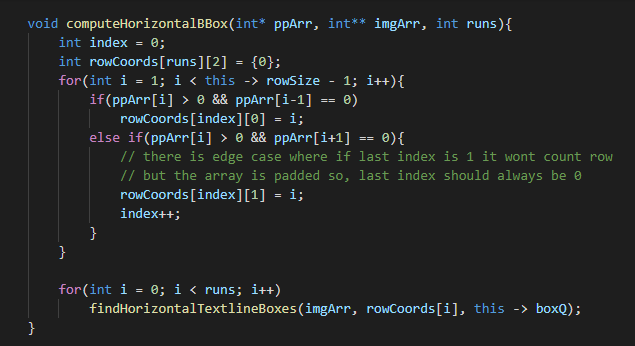 void computeHorizontalBBox(int* ppArr, int** imgArr, int runs){
    int index = 0;
    int rowCoords[runs][2] = {0};
    for(int i = 1; i < this -> rowSize - 1; i++){
        if(ppArr[i] > 0 && ppArr[i-1] == 0)
            rowCoords[index][0] = i;
        else if(ppArr[i] > 0 && ppArr[i+1] == 0){
            // there is edge case where if last index is 1 it wont count row
            // but the array is padded so, last index should always be 0
            rowCoords[index][1] = i;
            index++;
        }
    }
    for(int i = 0; i < runs; i++)
        findHorizontalTextlineBoxes(imgArr, rowCoords[i], this -> boxQ);
}